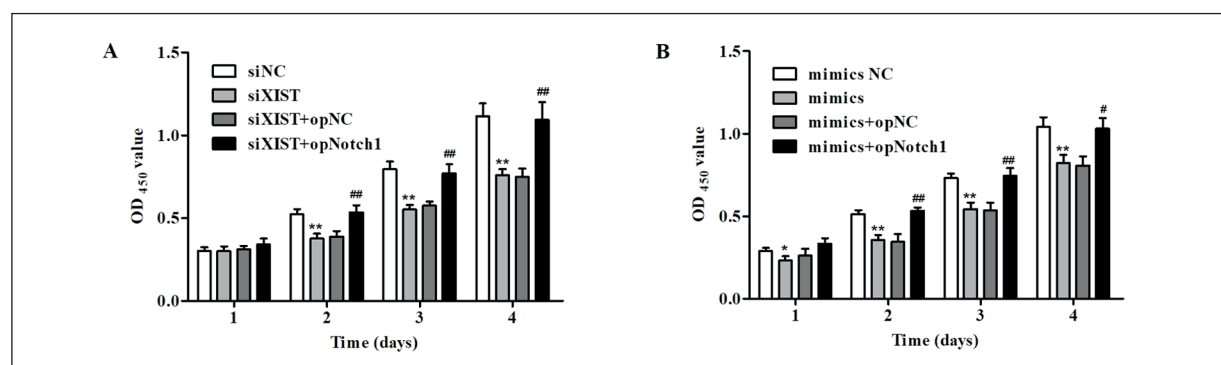 A
1.5
1.0
0.5
0.0
OD 450 value
siNC
siXIST
siXIST+opNC
siXIST+opNotch1
**
##
**
##
**
##
1
2
3
4
Time (days)
B
1.5
1.0
0.5
0.0
OD 450 value
mimics NC
mimics
mimics+opNC
mimics+opNotch1
*
**
##
**
##
**
#
1
2
3
4
Time (days)